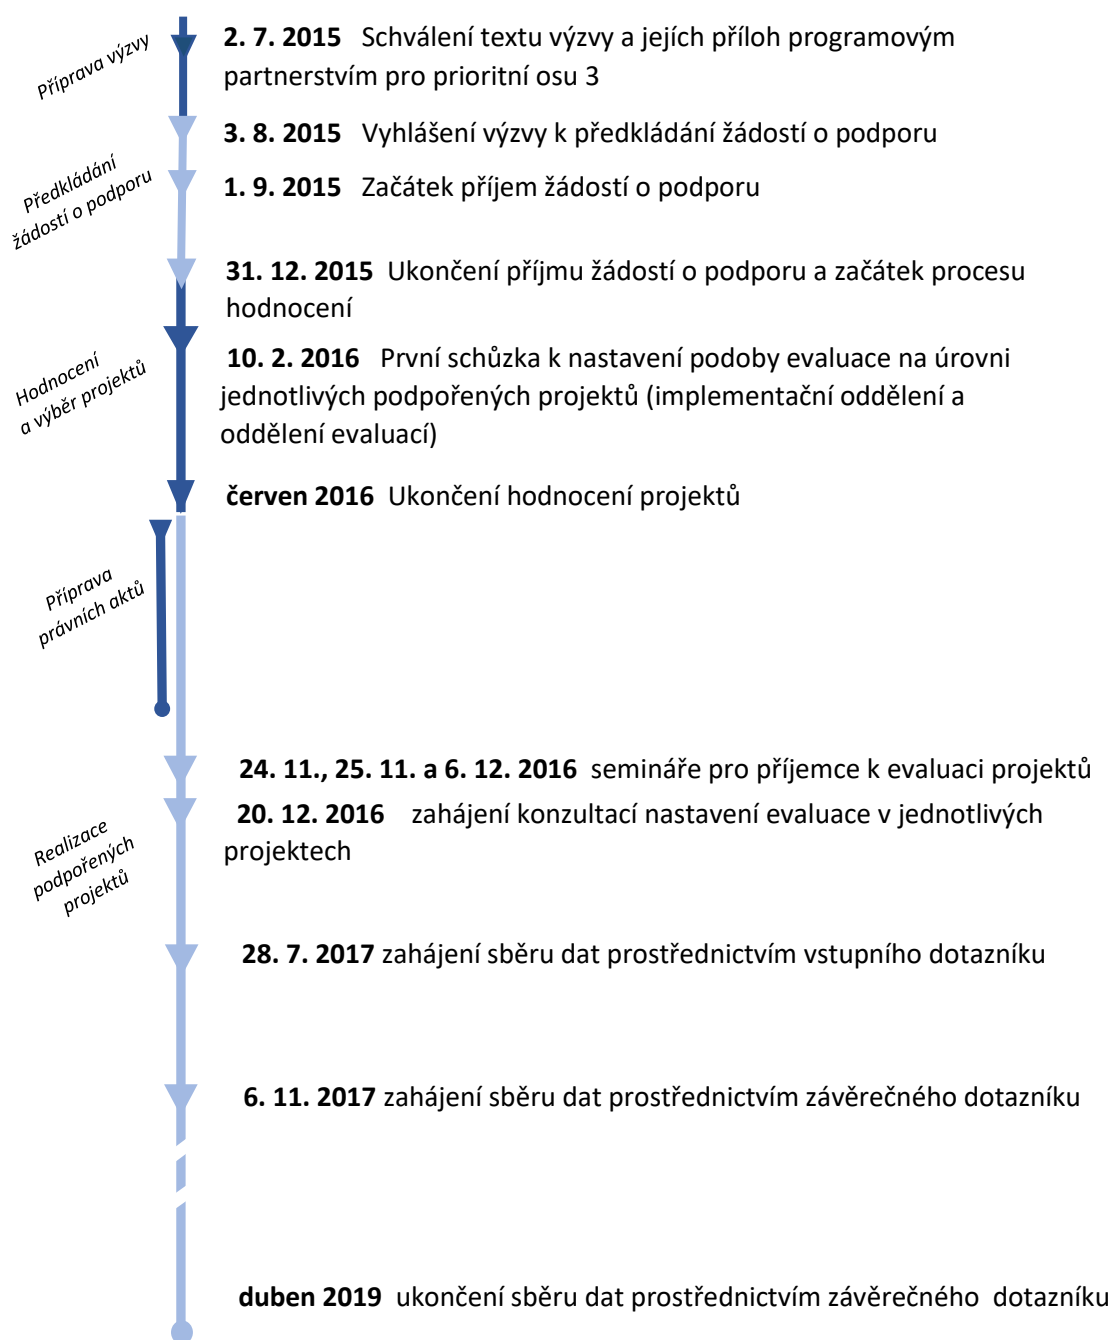 Příprava výzvy
2. 7. 2015 Schválení textu výzvy a jejích příloh programovým
partnerstvím pro prioritní osu 3
3. 8. 2015 Vyhlášení výzvy k předkládání žádostí o podporu
Předkládání
žádostí o podporu
1. 9. 2015 Začátek příjem žádostí o podporu
31. 12. 2015 Ukončení příjmu žádostí o podporu a začátek procesu
hodnocení
Hodnocení
a výběr projektů
10. 2. 2016 První schůzka k nastavení podoby evaluace na úrovni
jednotlivých podpořených projektů (implementační oddělení a
oddělení evaluací)
červen 2016 Ukončení hodnocení projektů
Příprava
právních aktů
24. 11., 25. 11. a 6. 12. 2016 semináře pro příjemce k evaluaci projektů
20. 12. 2016 zahájení konzultací nastavení evaluace v jednotlivých
projektech
Realizace
podpořených
projektů
28. 7. 2017 zahájení sběru dat prostřednictvím vstupního dotazníku
6. 11. 2017 zahájení sběru dat prostřednictvím závěrečného dotazníku
duben 2019 ukončení sběru dat prostřednictvím závěrečného dotazníku